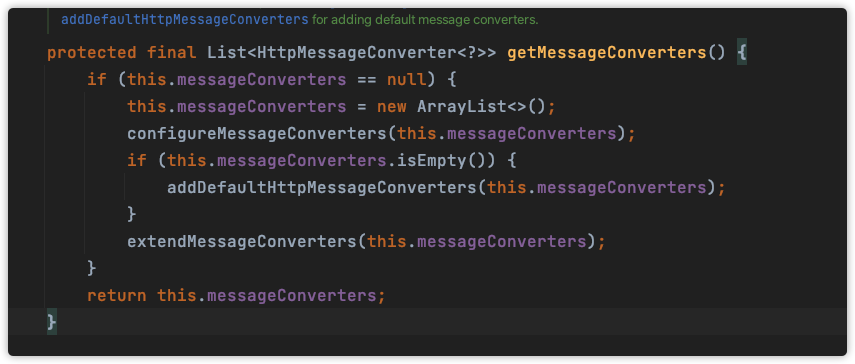 addDefaultHttpMessageConverters for adding default message converters.
protected final List<HttpMessageConverter<?>> getMessageConverters() {
if (this.messageConverters == null) {
this.messageConverters = new ArrayList<>();
configureMessageConverters(this.messageConverters);
if (this.messageConverters.isEmpty()) {
addDefaultHttpMessageConverters(this.messageConverters);
}
extendMessageConverters(this.messageConverters);
}
return this.messageConverters;
}